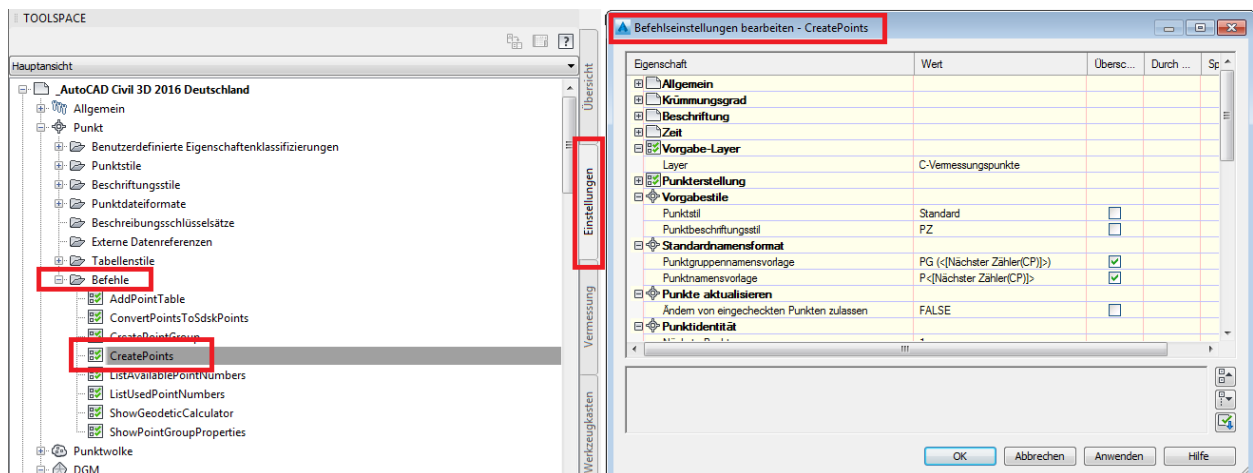 TOOLSPACE
Hauptansicht
_AutoCAD Civil 3D 2016 Deutschland
Allgemein
Punkt
Benutzerdefinierte Eigenschaftenklassifizierungen
Punktstile
Beschriftungsstile
Punktdateiformate
Beschreibungsschlüsselsätze
Externe Datenreferenzen
Tabellenstile
Befehle
AddPointTable
ConvertPointsToSdskPoints
CreatePointGroup
CreatePoints
ListAvailablePointNumbers
ListUsedPointNumbers
ShowGeodeticCalculator
ShowPointGroupProperties
Punktwolke
DGM
Übersicht
Einstellungen
Vermessung
Werkzeugkasten
Befehlseinstellungen bearbeiten - CreatePoints
Eigenschaft Wert Übersc... Durch ... Sp
Allgemein
Krümmungsgrad
Beschriftung
Zeit
Vorgabe-Layer
Layer C-Vermessungspunkte
Punkterstellung
Vorgabestile
Punktstil Standard
Punktbeschriftungsstil PZ
Standardnamensformat
Punktgruppennamensvorlage PG (<[Nächster Zähler(CP)]>)
Punktnamensvorlage P<[Nächster Zähler(CP)]>
Punkte aktualisieren
Ändern von eingecheckten Punkten zulassen FALSE
Punktidentität
OK Abbrechen Anwenden Hilfe